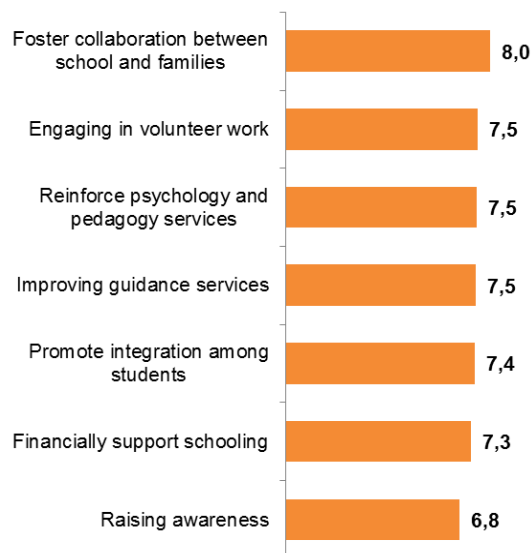 Foster collaboration between
school and families
8,0
Engaging in volunteer work
7,5
Reinforce psychology and
pedagogy services
7,5
Improving guidance services
7,5
Promote integration among
students
7,4
Financially support schooling
7,3
Raising awareness
6,8